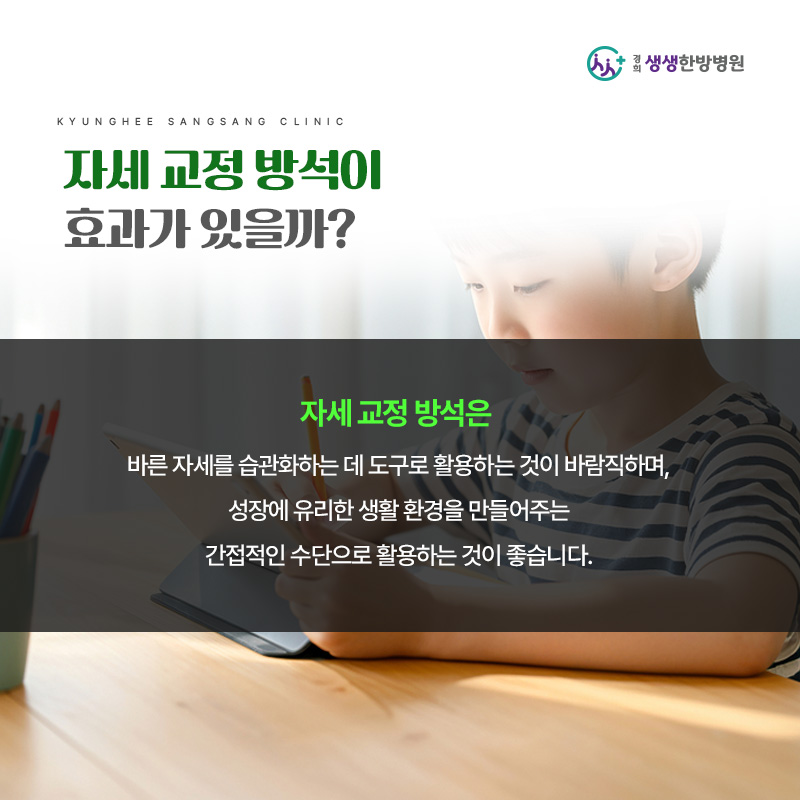 경희 생생한방병원
KYUNGHEE SANGSANG CLINIC
자세 교정 방석이
효과가 있을까?
자세 교정 방석은
바른 자세를 습관화하는 데 도구로 활용하는 것이 바람직하며,
성장에 유리한 생활 환경을 만들어주는
간접적인 수단으로 활용하는 것이 좋습니다.